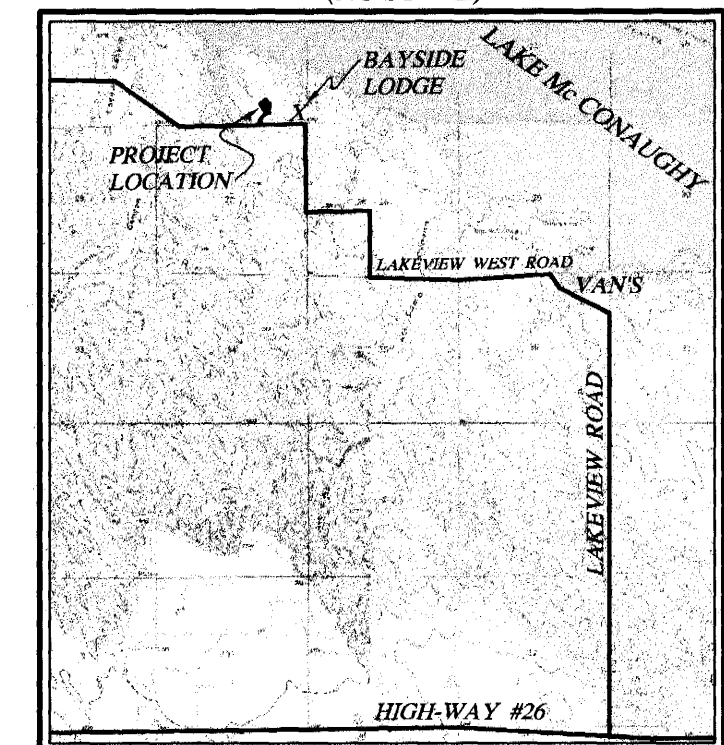 BAYSIDE
LODGE
LAKE Mc CONAUGHY
PROJECT
LOCATION
X
LAKEVIEW WEST ROAD
VAN'S
LAKEVIEW ROAD
HIGH-WAY #26